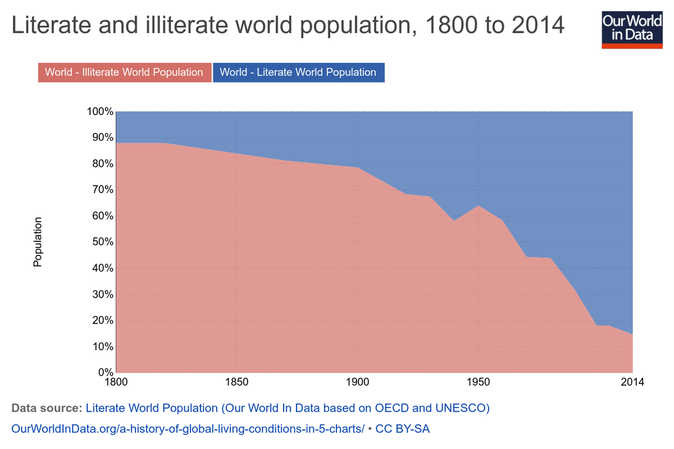 Literate and illiterate world population, 1800 to 2014
Our World
in Data
World - Illiterate World Population
World - Literate World Population
100%
90%
80%
70%
60%
50%
40%
30%
20%
10%
0%
Population
1800
1850
1900
1950
2014
Data source: Literate World Population (Our World In Data based on OECD and UNESCO)
OurWorldInData.org/a-history-of-global-living-conditions-in-5-charts/ • CC BY-SA